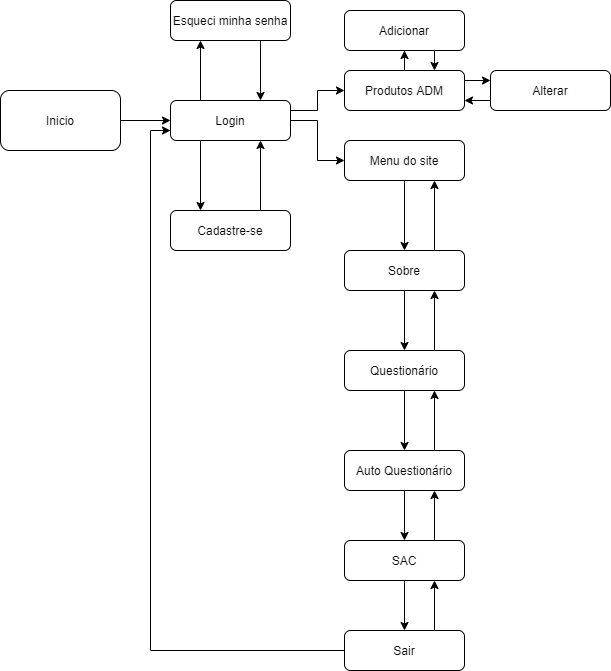 Esqueci minha senha
Adicionar
Produtos ADM
Alterar
Inicio
Login
Menu do site
Cadastre-se
Sobre
Questionário
Auto Questionário
SAC
Sair